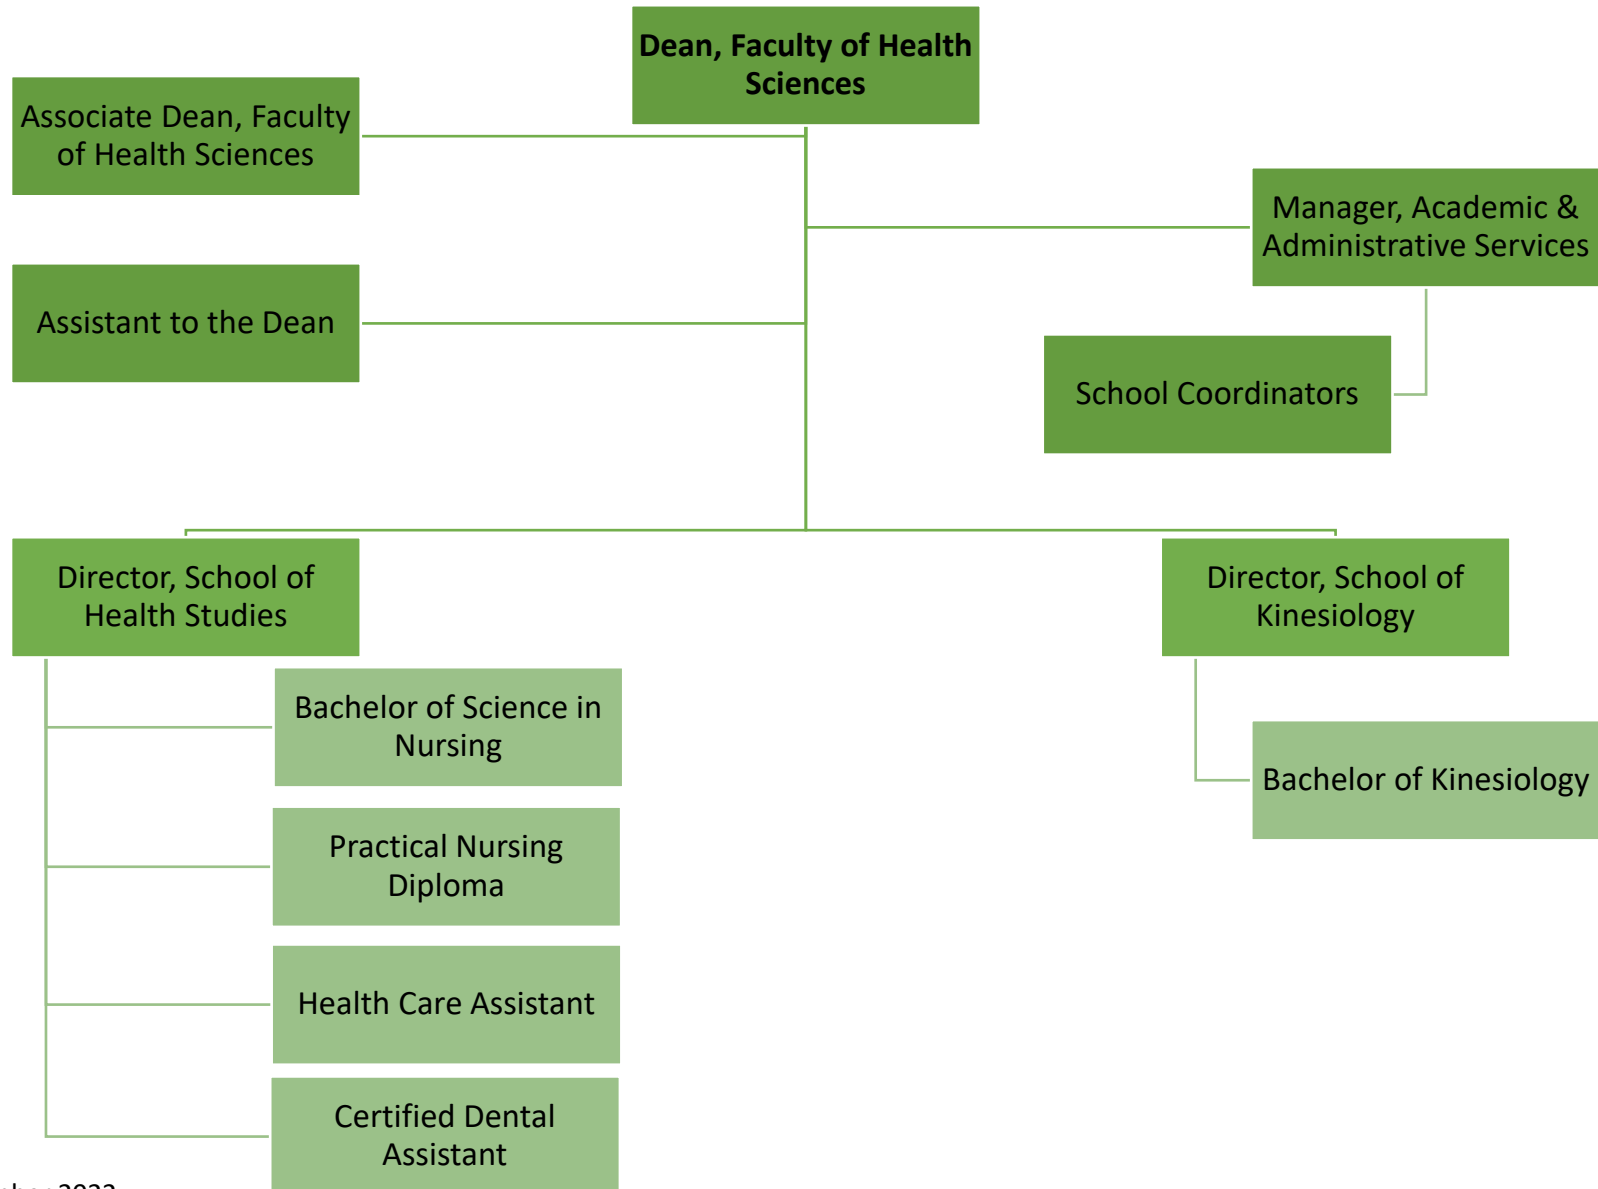 Dean, Faculty of Health
Sciences
Associate Dean, Faculty
of Health Sciences
Manager, Academic &
Administrative Services
Assistant to the Dean
School Coordinators
Director, School of
Health Studies
Director, School of
Kinesiology
Bachelor of Science in
Nursing
Bachelor of Kinesiology
Practical Nursing
Diploma
Health Care Assistant
Certified Dental
Assistant